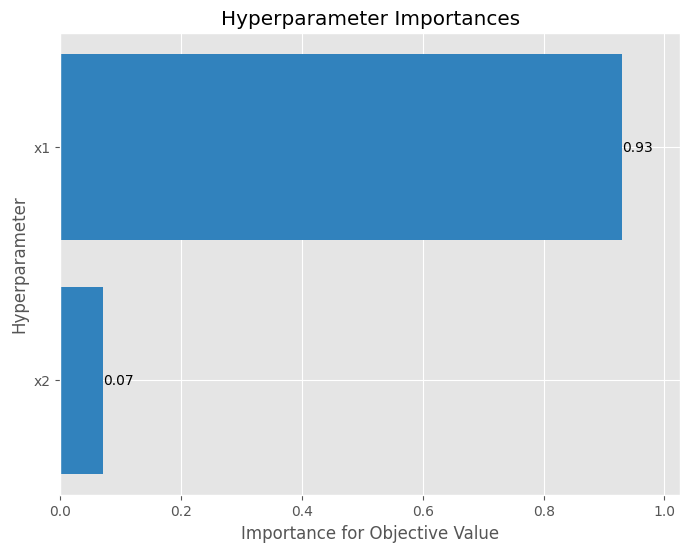 Hyperparameter Importances
Hyperparameter
x1
0.93
x2
0.07
0.0 0.2 0.4 0.6 0.8 1.0
Importance for Objective Value